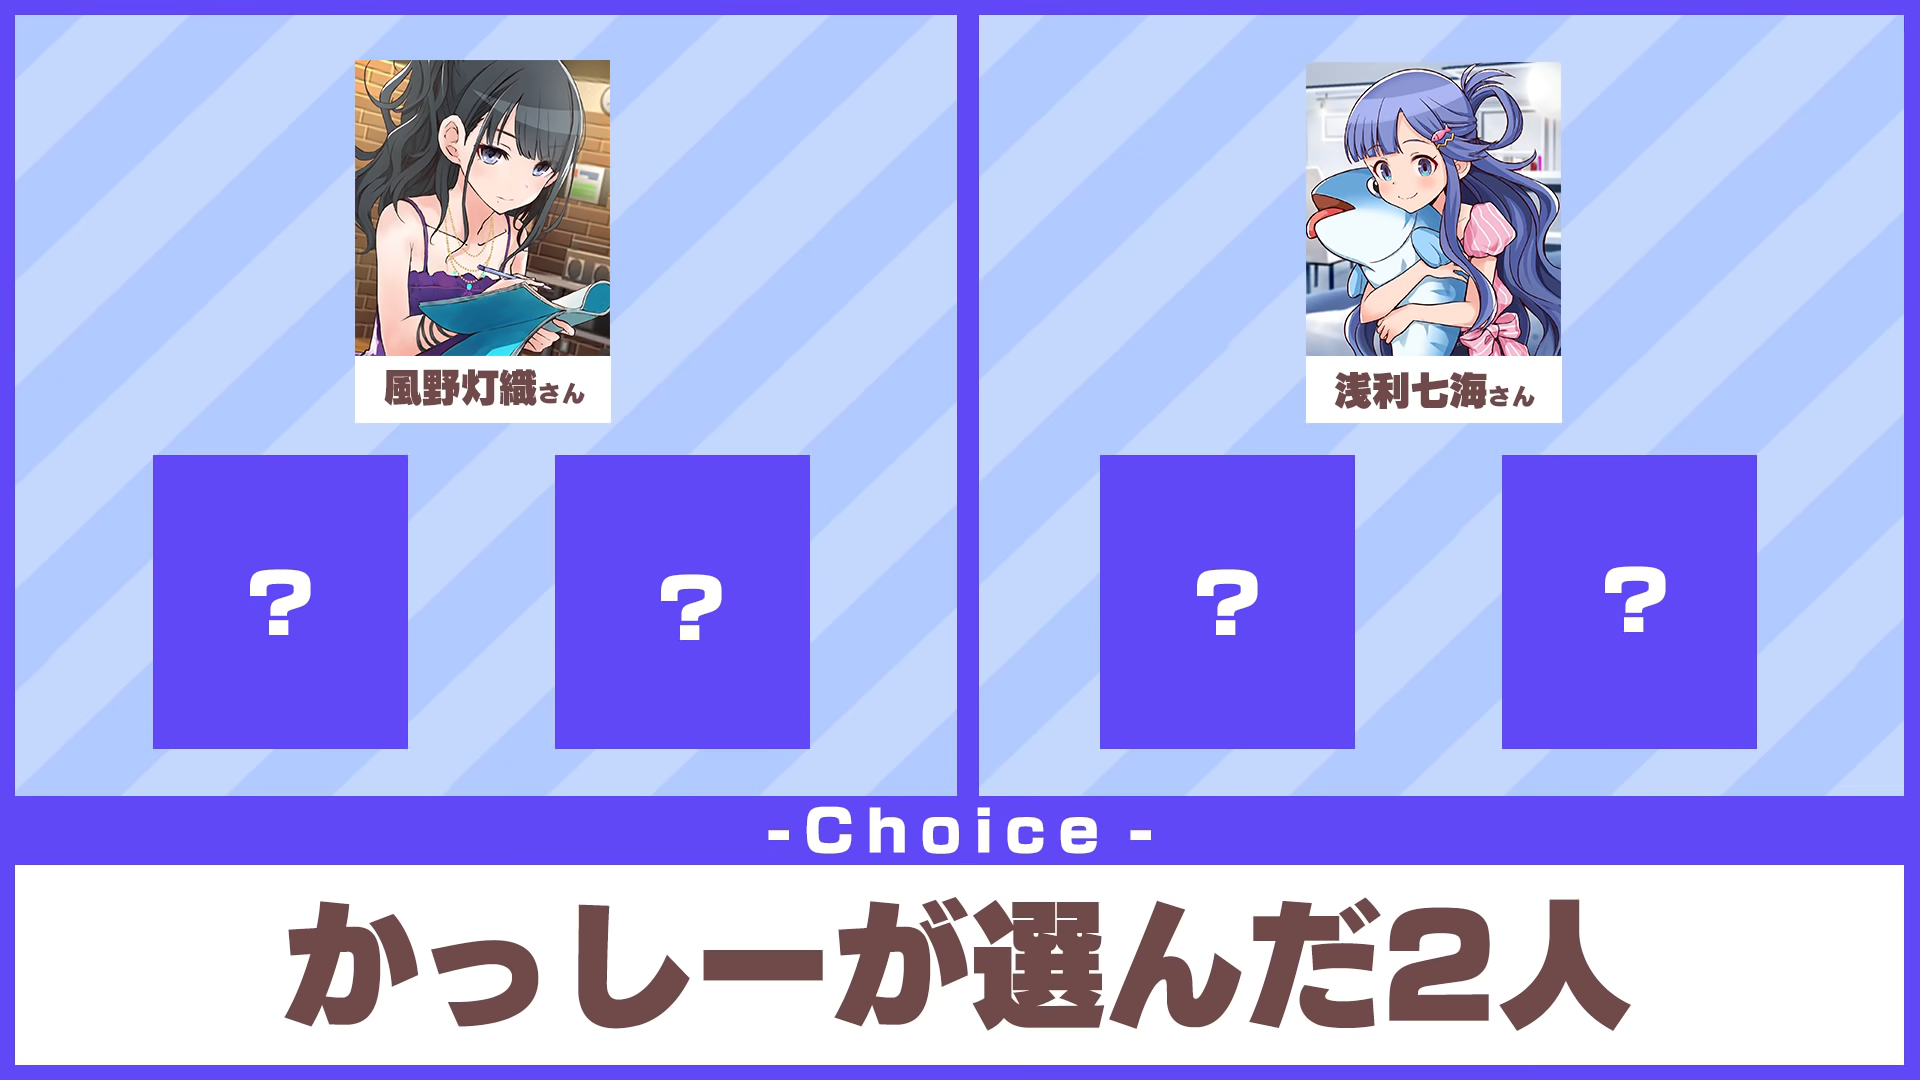 風野灯織さん
浅利七海さん
?
?
?
?
-Choice -
かっしーが選んだ2人